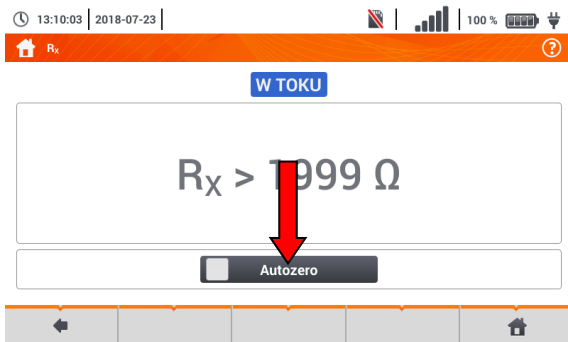 13:10:03 2018-07-23 100 %
Rx ?
W TOKU
Rx > 1999 Ω
Autozero